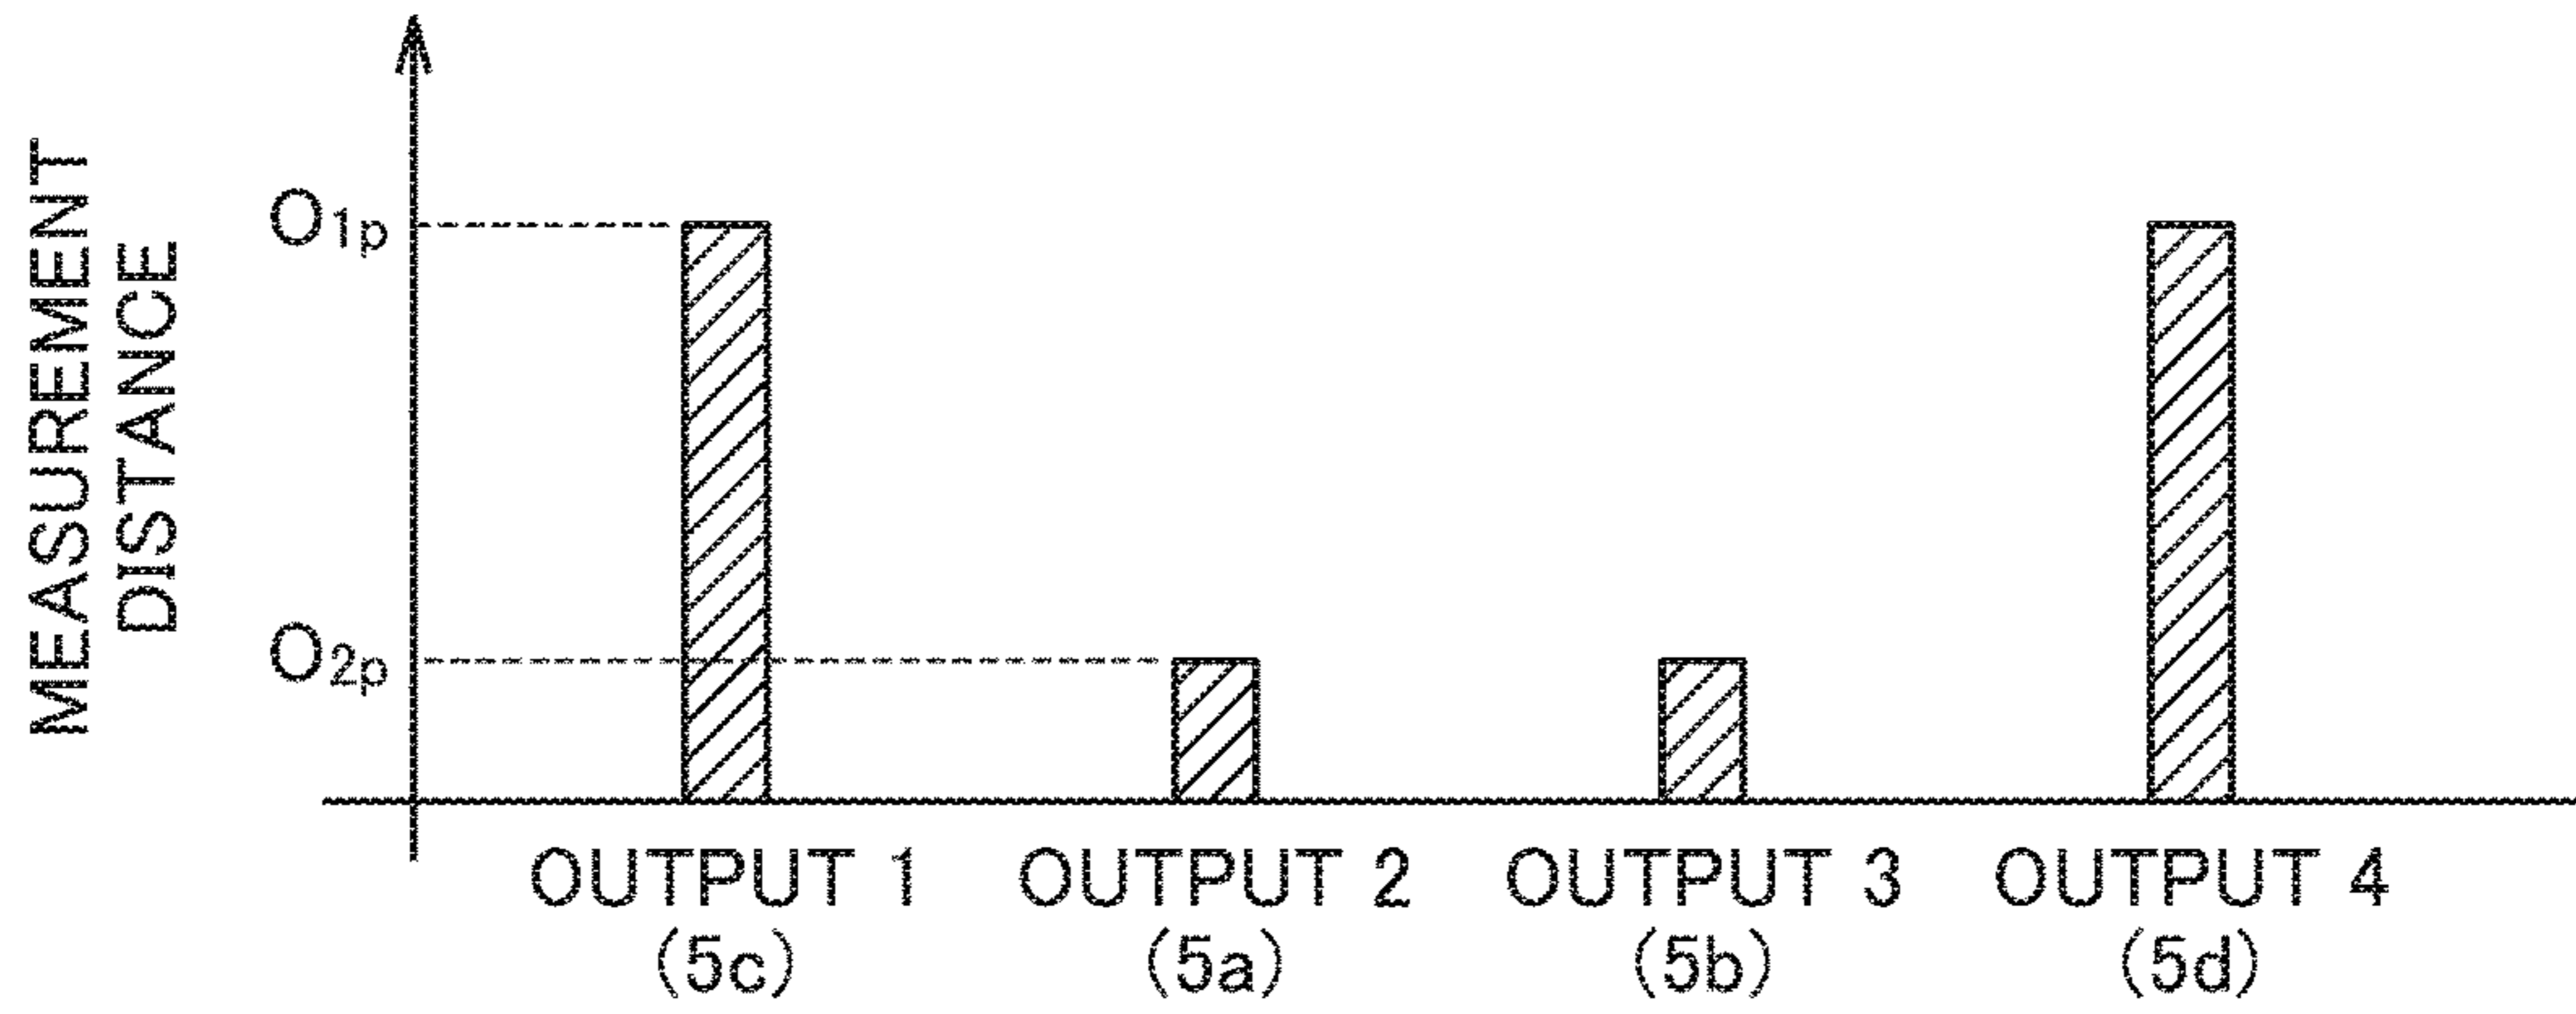 MEASUREMENT
DISTANCE
O1p
O2p
OUTPUT 1
(5c)
OUTPUT 2
(5a)
OUTPUT 3
(5b)
OUTPUT 4
(5d)